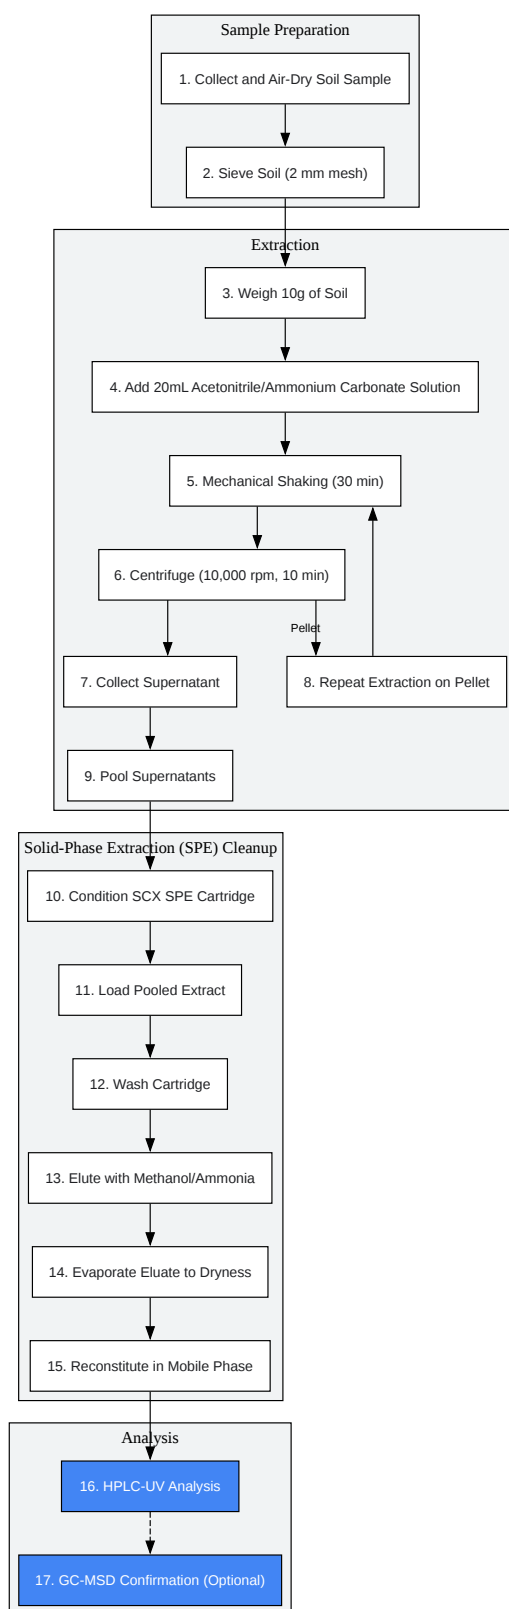 Sample Preparation
1. Collect and Air-Dry Soil Sample
2. Sieve Soil (2 mm mesh)
Extraction
3. Weigh 10g of Soil
4. Add 20mL Acetonitrile/Ammonium Carbonate Solution
5. Mechanical Shaking (30 min)
6. Centrifuge (10,000 rpm, 10 min)
Pellet
7. Collect Supernatant
8. Repeat Extraction on Pellet
9. Pool Supernatants
Solid-Phase Extraction (SPE) Cleanup
10. Condition SCX SPE Cartridge
11. Load Pooled Extract
12. Wash Cartridge
13. Elute with Methanol/Ammonia
14. Evaporate Eluate to Dryness
15. Reconstitute in Mobile Phase
Analysis
16. HPLC-UV Analysis
17. GC-MSD Confirmation (Optional)